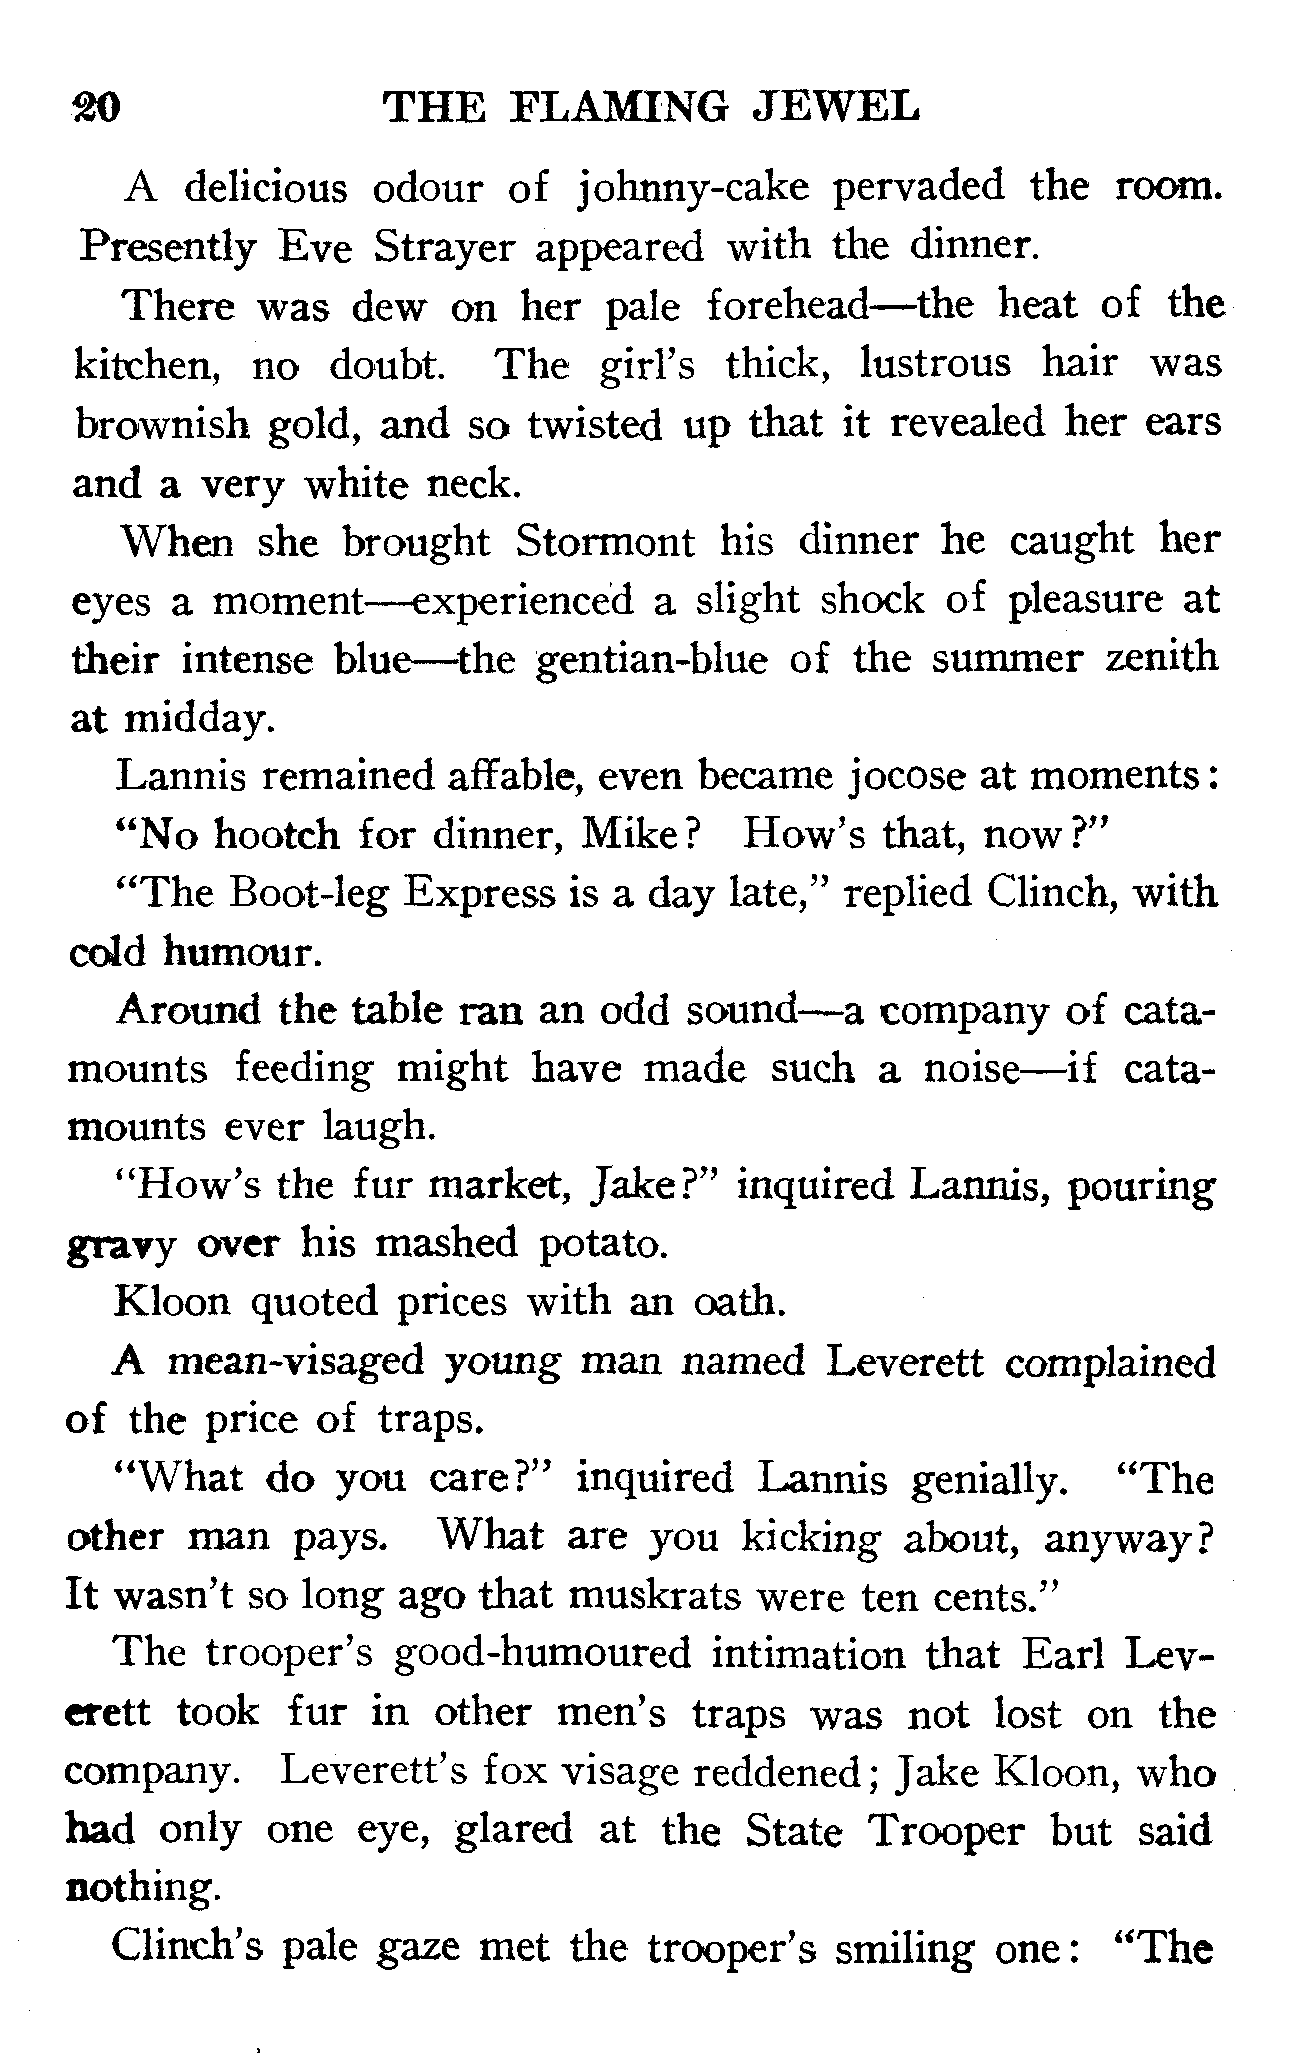 20 THE FLAMING JEWEL
A delicious odour of johnny-cake pervaded the room.
Presently Eve Strayer appeared with the dinner.
There was dew on her pale forehead—the heat of the
kitchen, no doubt. The girl's thick, lustrous hair was
brownish gold, and so twisted up that it revealed her ears
and a very white neck.
When she brought Stormont his dinner he caught her
eyes a moment—experienced a slight shock of pleasure at
their intense blue—the gentian-blue of the summer zenith
at midday.
Lannis remained affable, even became jocose at moments:
"No hootch for dinner, Mike? How's that, now?"
"The Boot-leg Express is a day late," replied Clinch, with
cold humour.
Around the table ran an odd sound—a company of cata-
mounts feeding might have made such a noise—if cata-
mounts ever laugh.
"How's the fur market, Jake?" inquired Lannis, pouring
gravy over his mashed potato.
Kloon quoted prices with an oath.
A mean-visaged young man named Leverett complained
of the price of traps.
"What do you care?" inquired Lannis genially. "The
other man pays. What are you kicking about, anyway?
It wasn't so long ago that muskrats were ten cents."
The trooper's good-humoured intimation that Earl Lev-
erett took fur in other men's traps was not lost on the
company. Leverett's fox visage reddened; Jake Kloon, who
had only one eye, glared at the State Trooper but said
nothing.
Clinch's pale gaze met the trooper's smiling one: "The